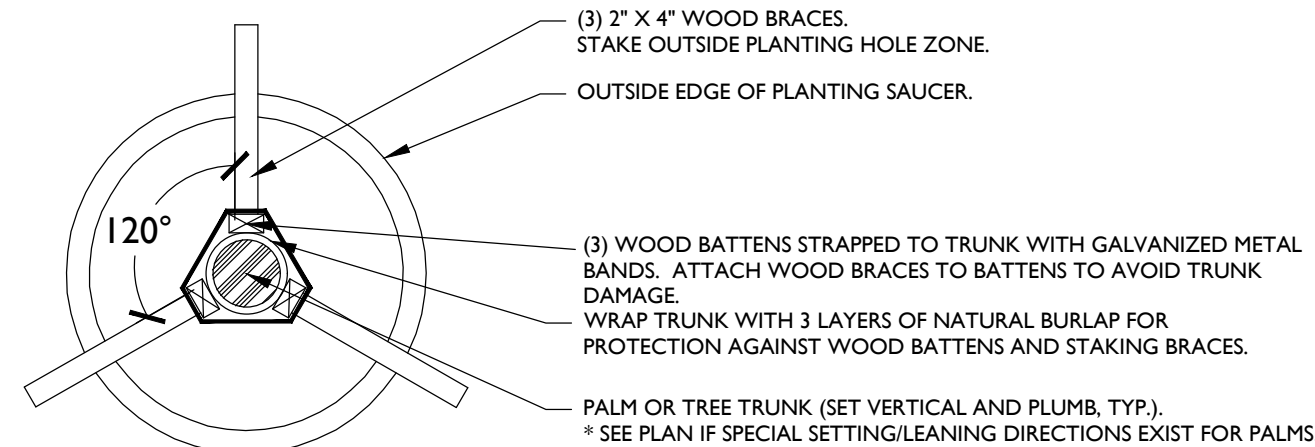 (3) 2" X 4" WOOD BRACES.
STAKE OUTSIDE PLANTING HOLE ZONE.
OUTSIDE EDGE OF PLANTING SAUCER.
120°
(3) WOOD BATTENS STRAPPED TO TRUNK WITH GALVANIZED METAL
BANDS. ATTACH WOOD BRACES TO BATTENS TO AVOID TRUNK
DAMAGE.
WRAP TRUNK WITH 3 LAYERS OF NATURAL BURLAP FOR
PROTECTION AGAINST WOOD BATTENS AND STAKING BRACES.
PALM OR TREE TRUNK (SET VERTICAL AND PLUMB, TYP.).
* SEE PLAN IF SPECIAL SETTING/LEANING DIRECTIONS EXIST FOR PALMS